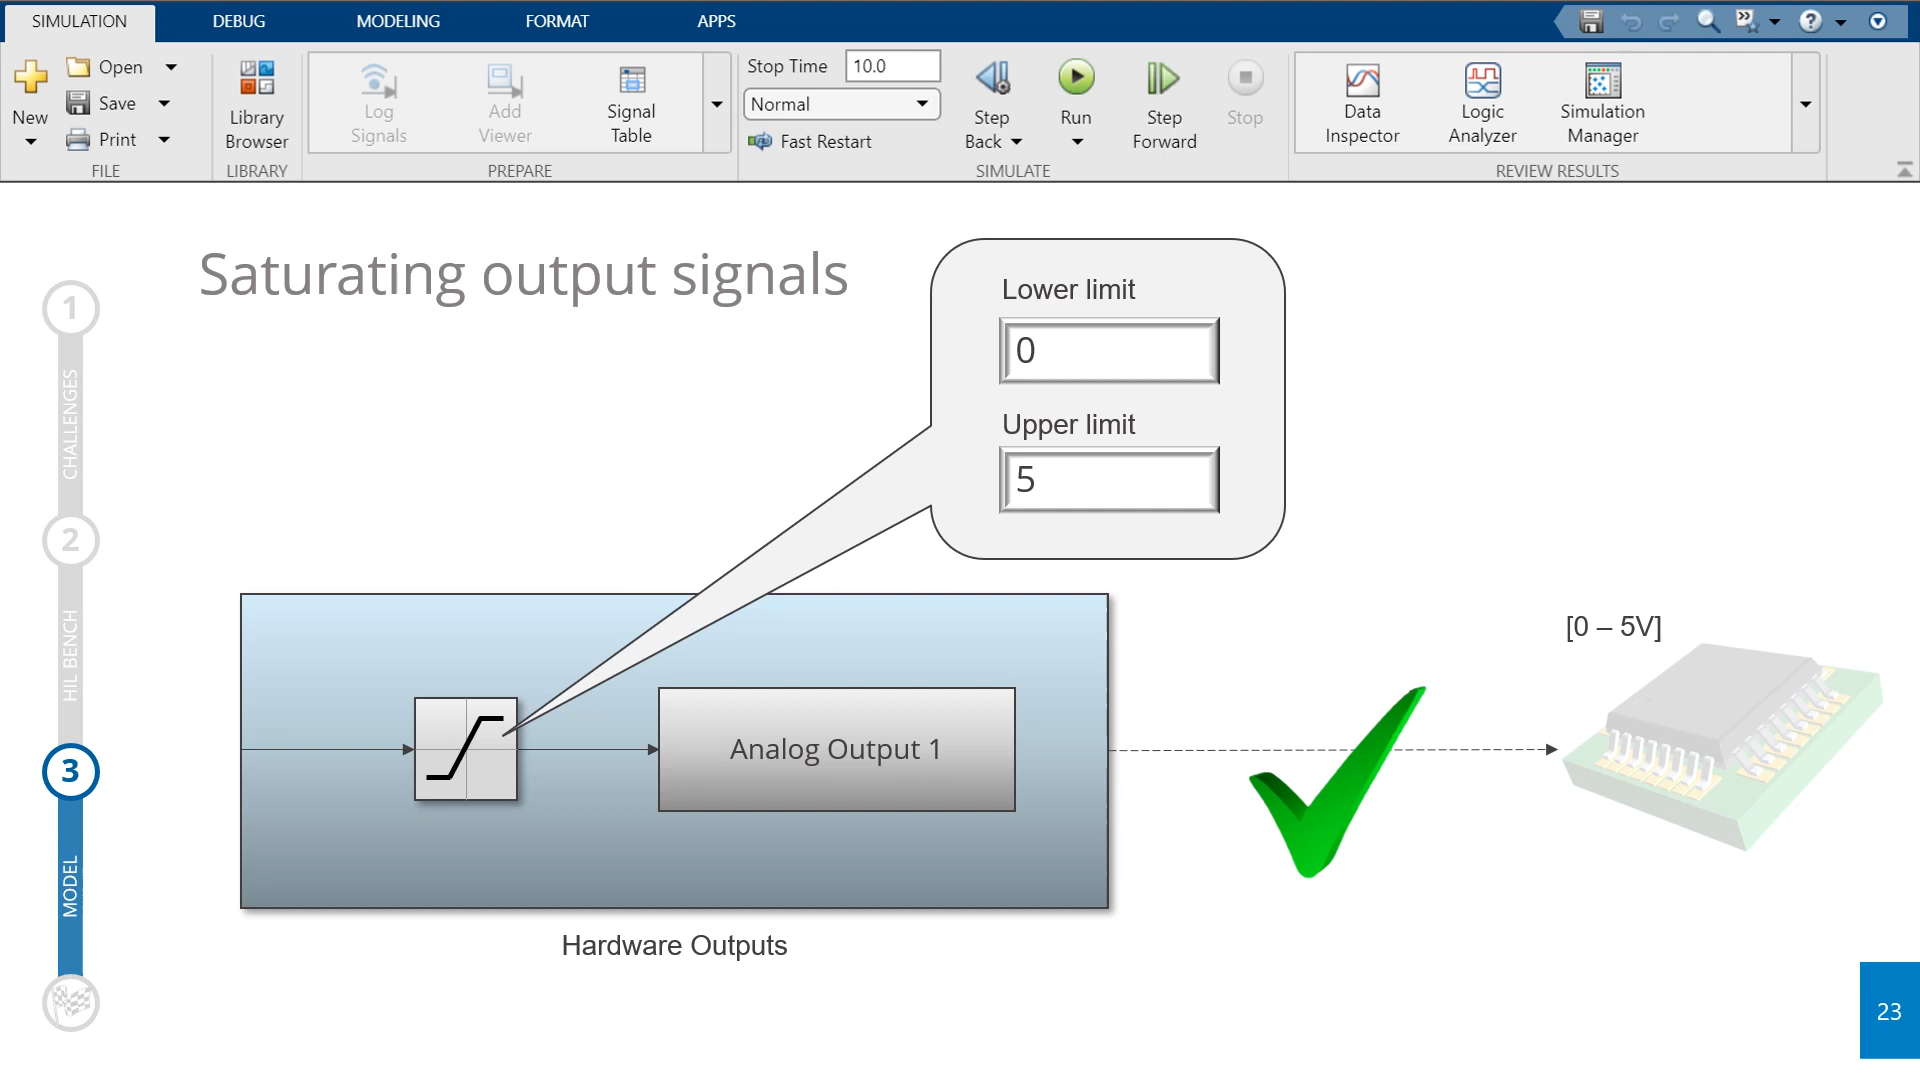 SIMULATION
DEBUG
MODELING
FORMAT
APPS
New
Open
Save
Print
FILE
Library
Browser
LIBRARY
Log
Signals
Add
Viewer
Signal
Table
PREPARE
Stop Time
10.0
Normal
Fast Restart
Step
Back
Run
Step
Forward
Stop
SIMULATE
Data
Inspector
Logic
Analyzer
Simulation
Manager
REVIEW RESULTS
Saturating output signals
1
CHALLENGES
2
HIL BENCH
3
MODEL
Lower limit
0
Upper limit
5
[0 – 5V]
Analog Output 1
Hardware Outputs
23